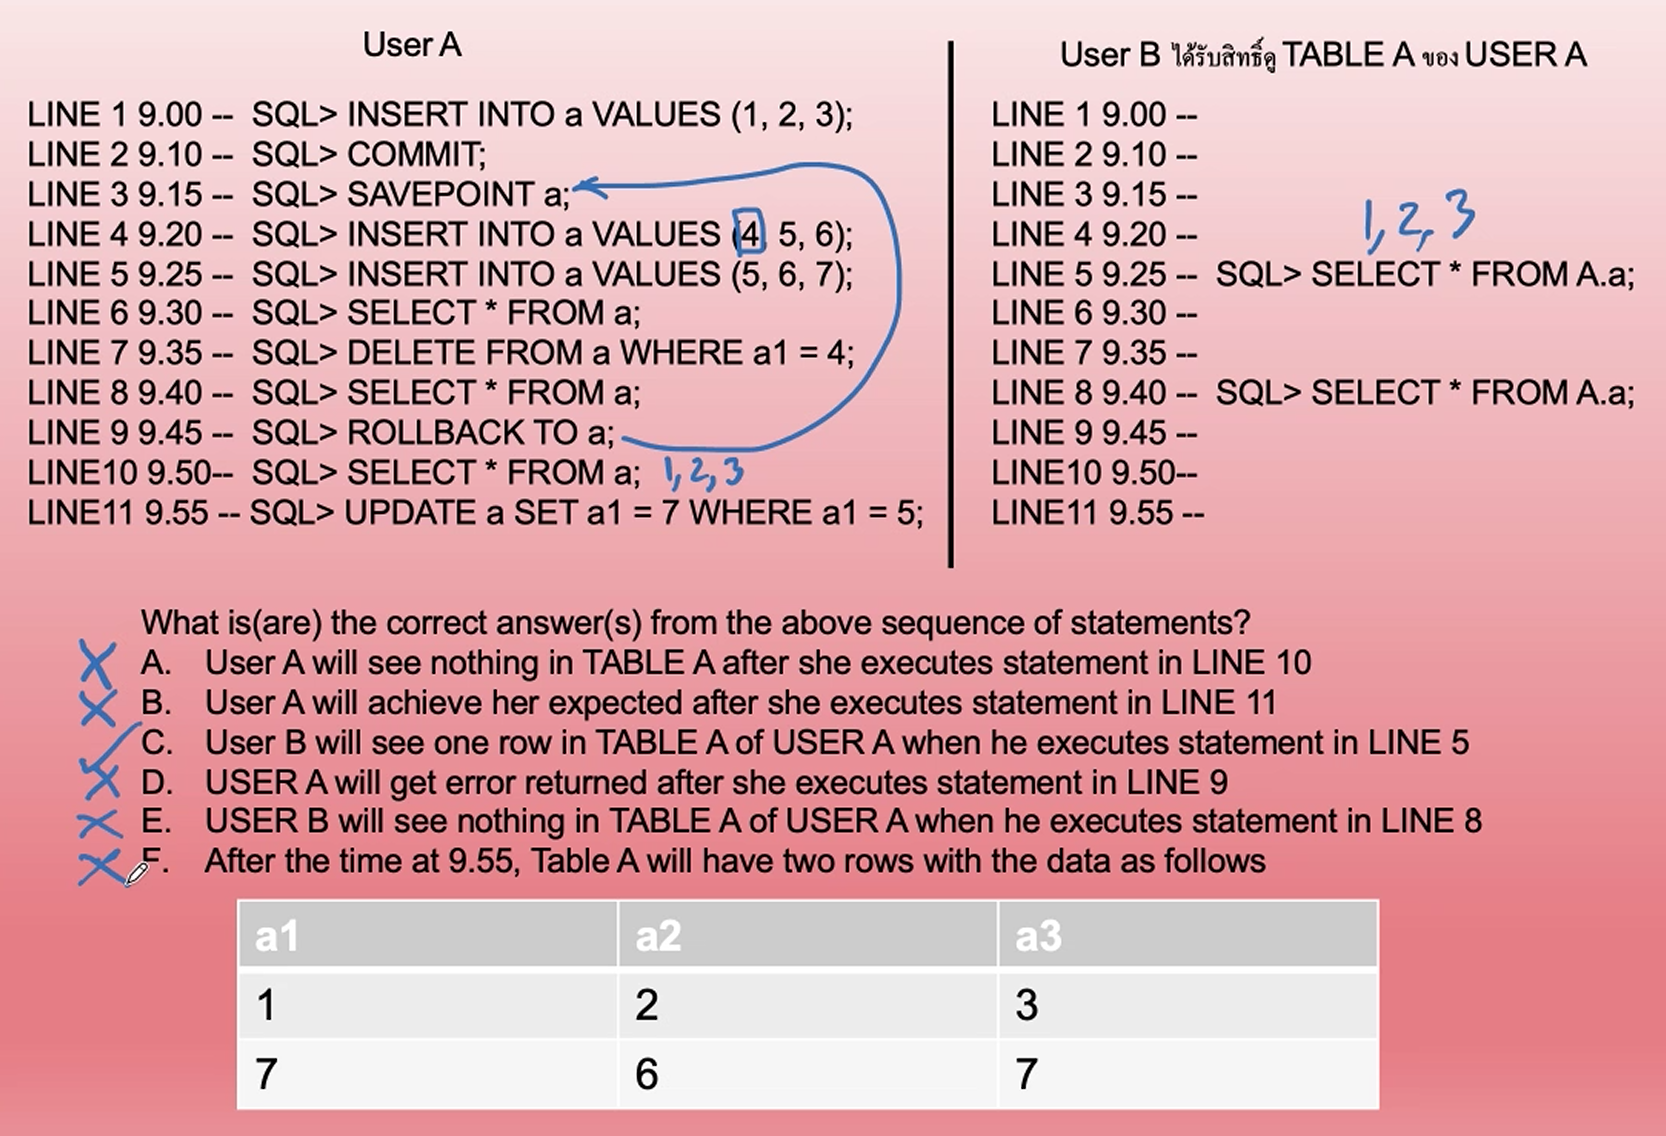 User A
LINE 1 9.00 -- SQL> INSERT INTO a VALUES (1, 2, 3);
LINE 2 9.10 -- SQL> COMMIT;
LINE 3 9.15 -- SQL> SAVEPOINT a;
LINE 4 9.20 -- SQL> INSERT INTO a VALUES (4, 5, 6);
LINE 5 9.25 -- SQL> INSERT INTO a VALUES (5, 6, 7);
LINE 6 9.30 -- SQL> SELECT * FROM a;
LINE 7 9.35 -- SQL> DELETE FROM a WHERE a1 = 4;
LINE 8 9.40 -- SQL> SELECT * FROM a;
LINE 9 9.45 -- SQL> ROLLBACK TO a;
LINE10 9.50-- SQL> SELECT * FROM a; 1, 2, 3
LINE11 9.55 -- SQL> UPDATE a SET a1 = 7 WHERE a1 = 5;
User B ได้รับสิทธิ์ดู TABLE A ของ USER A
LINE 1 9.00 --
LINE 2 9.10 --
LINE 3 9.15 --
1, 2, 3
LINE 4 9.20 --
LINE 5 9.25 -- SQL> SELECT * FROM A.a;
LINE 6 9.30 --
LINE 7 9.35 --
LINE 8 9.40 -- SQL> SELECT * FROM A.a;
LINE 9 9.45 --
LINE10 9.50--
LINE11 9.55 --
What is(are) the correct answer(s) from the above sequence of statements?
A. User A will see nothing in TABLE A after she executes statement in LINE 10
B. User A will achieve her expected after she executes statement in LINE 11
C. User B will see one row in TABLE A of USER A when he executes statement in LINE 5
D. USER A will get error returned after she executes statement in LINE 9
E. USER B will see nothing in TABLE A of USER A when he executes statement in LINE 8
F. After the time at 9.55, Table A will have two rows with the data as follows
a1 a2 a3
1 2 3
7 6 7